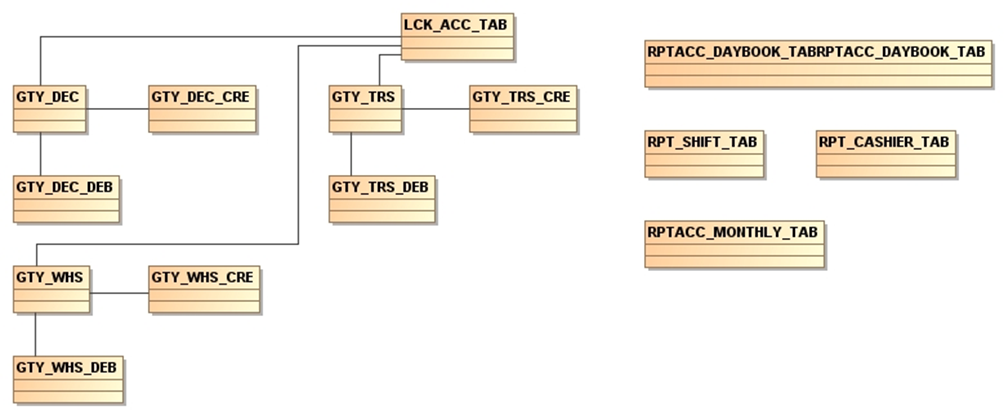 LCK_ACC_TAB
RPTACC_DAYBOOK_TABRPTACC_DAYBOOK_TAB
GTY_DEC
GTY_DEC_CRE
GTY_TRS
GTY_TRS_CRE
RPT_SHIFT_TAB
RPT_CASHIER_TAB
GTY_DEC_DEB
GTY_TRS_DEB
RPTACC_MONTHLY_TAB
GTY_WHS
GTY_WHS_CRE
GTY_WHS_DEB